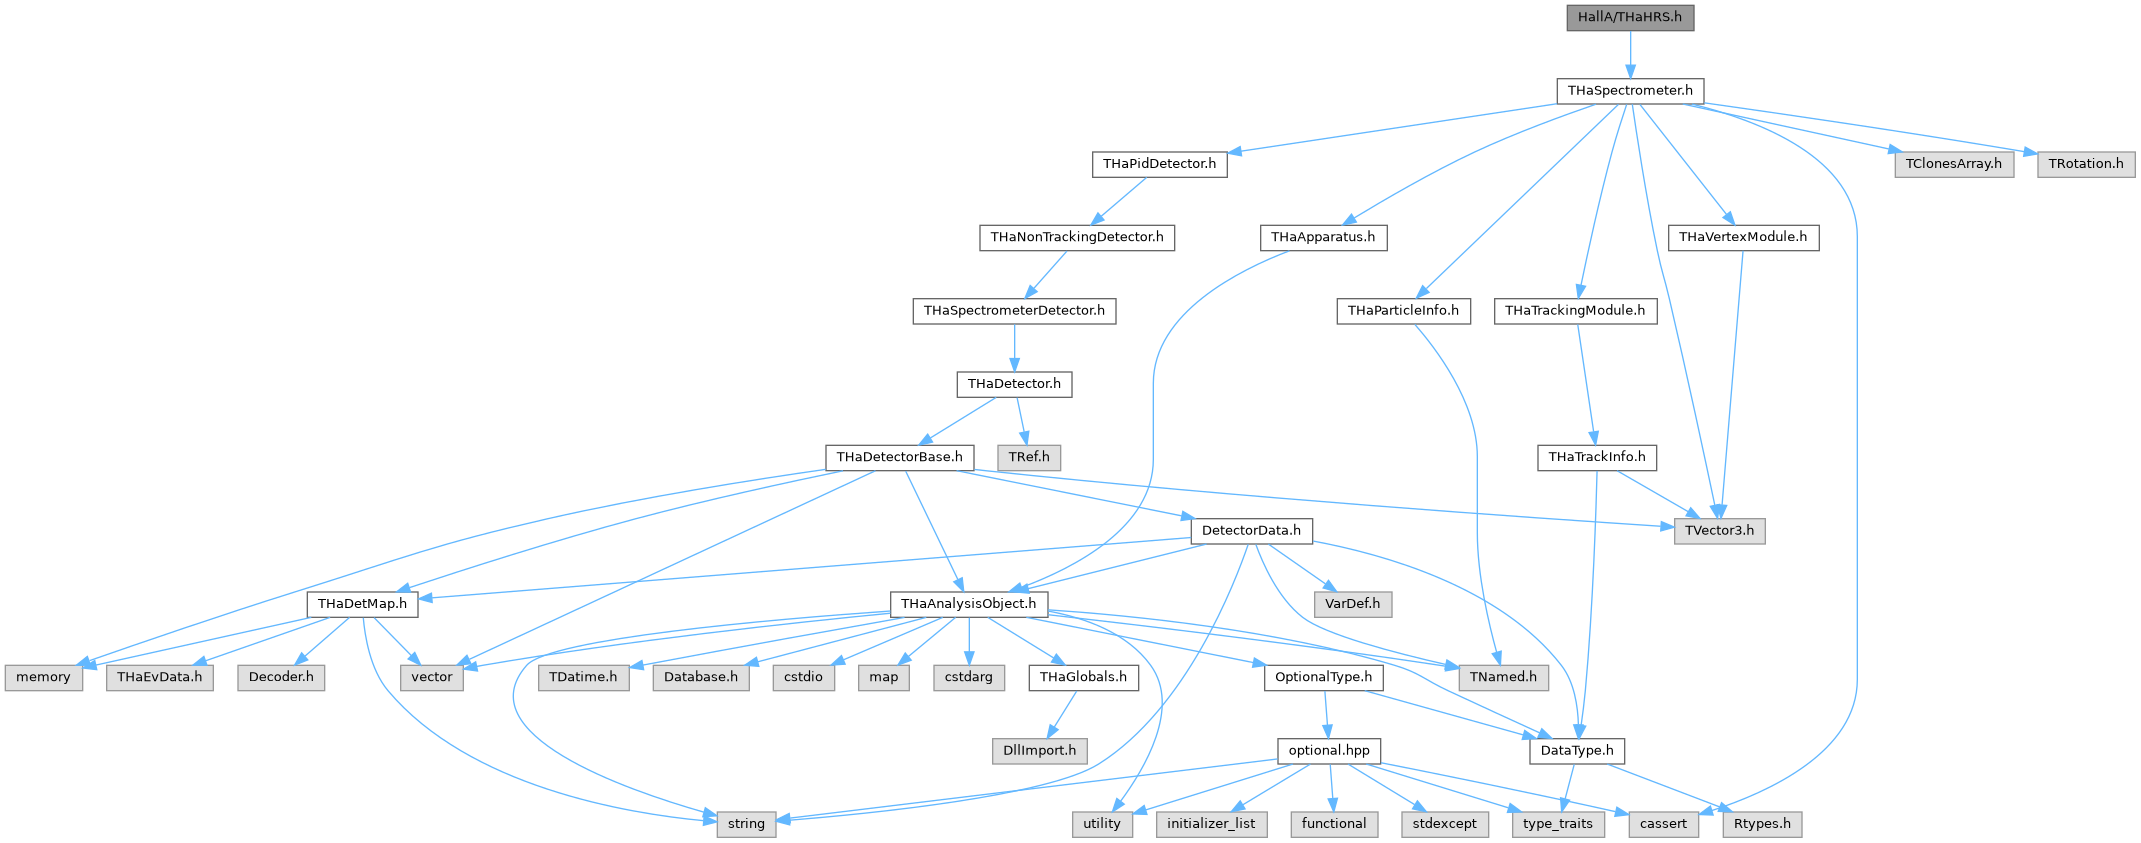 HallA/THaHRS.h
THaSpectrometer.h
THaPidDetector.h
TClonesArray.h
TRotation.h
THaNonTrackingDetector.h
THaApparatus.h
THaVertexModule.h
THaSpectrometerDetector.h
THaParticleInfo.h
THaTrackingModule.h
THaDetector.h
THaDetectorBase.h
TRef.h
THaTrackInfo.h
DetectorData.h
TVector3.h
THaDetMap.h
THaAnalysisObject.h
VarDef.h
memory
THaEvData.h
Decoder.h
vector
TDatime.h
Database.h
cstdio
map
cstdarg
THaGlobals.h
OptionalType.h
TNamed.h
DllImport.h
optional.hpp
DataType.h
string
utility
initializer_list
functional
stdexcept
type_traits
cassert
Rtypes.h